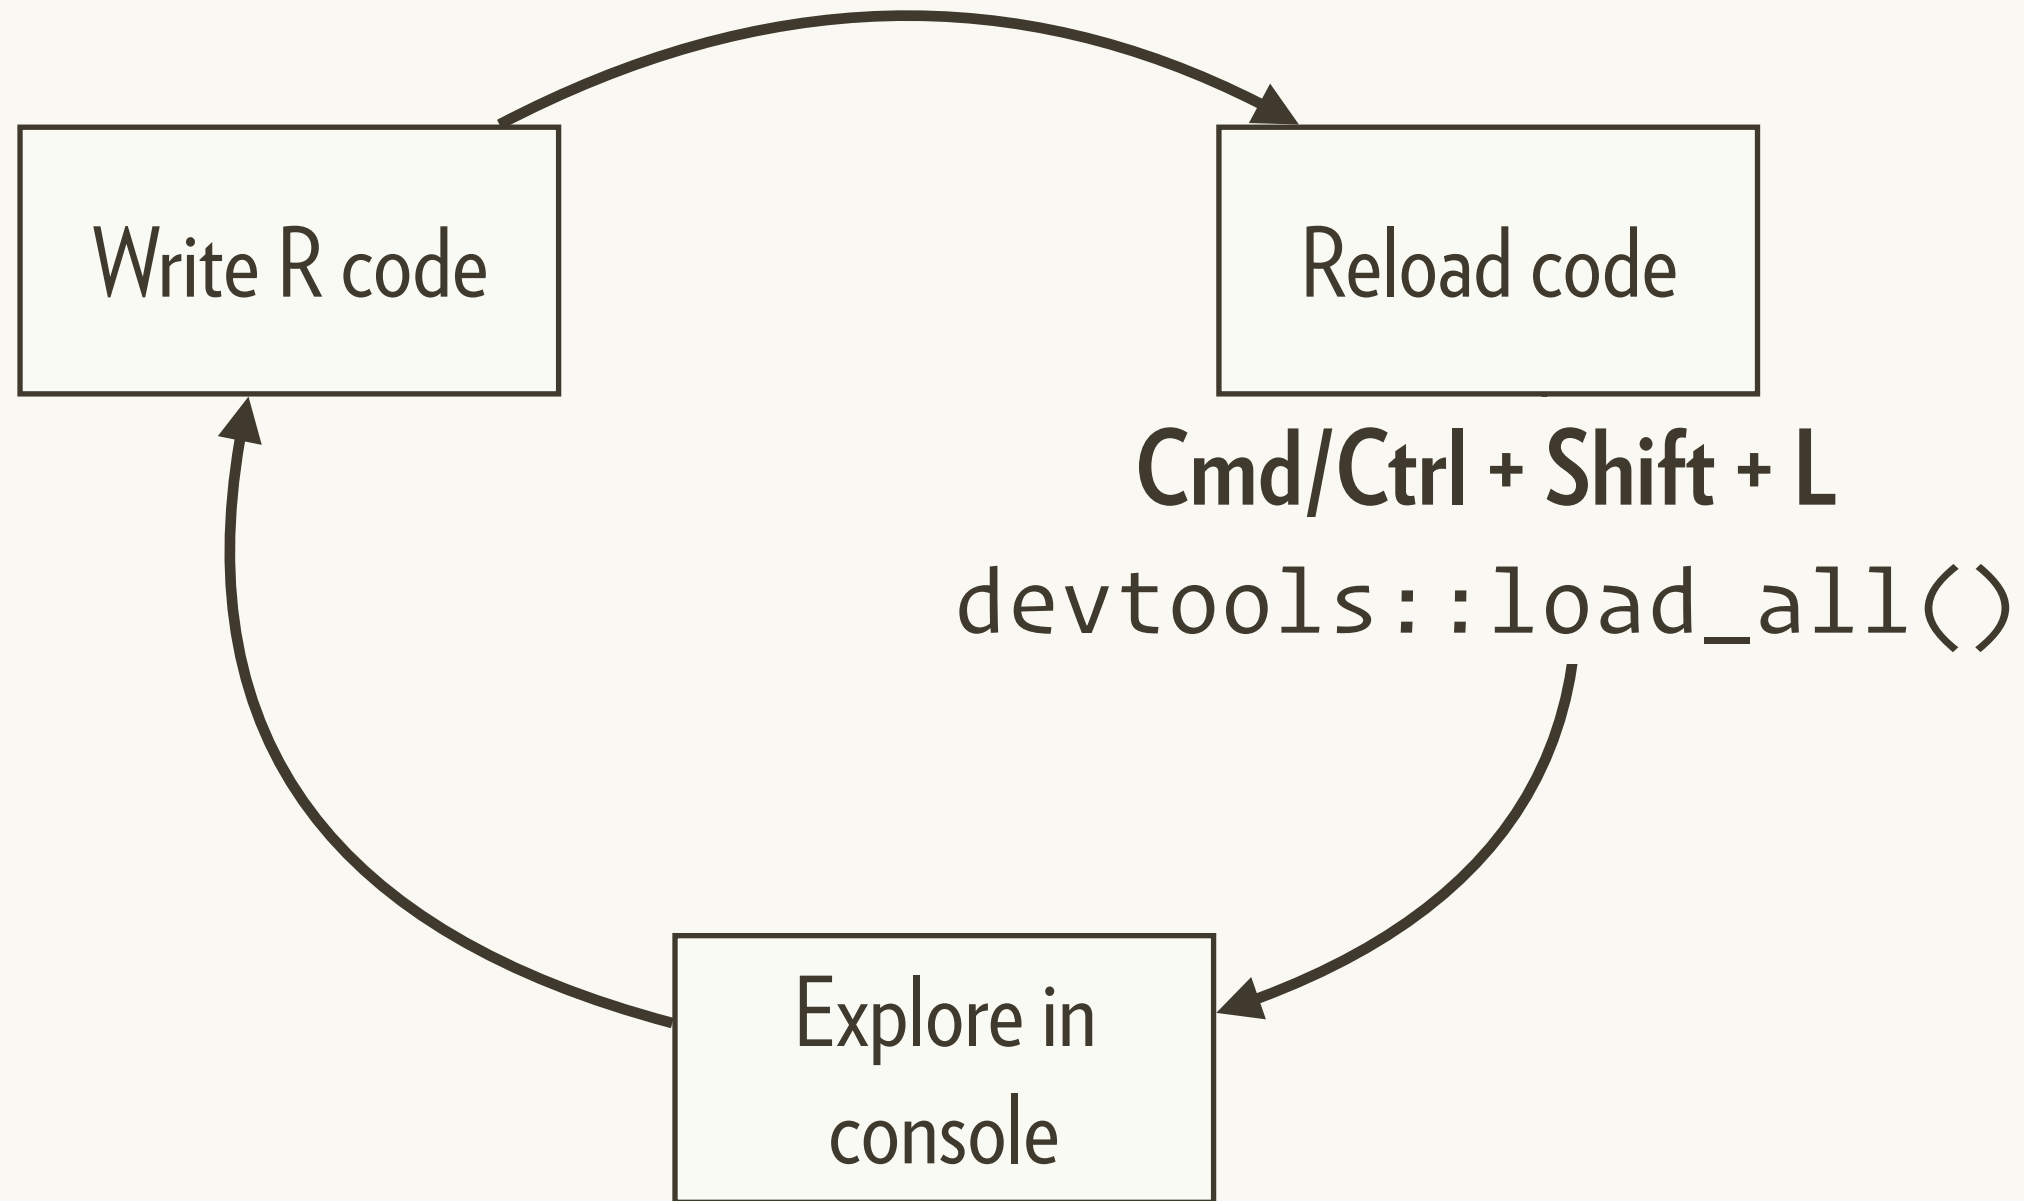 Write R code
Reload code
Cmd/Ctrl + Shift + L
devtools::load_all()
Explore in
console